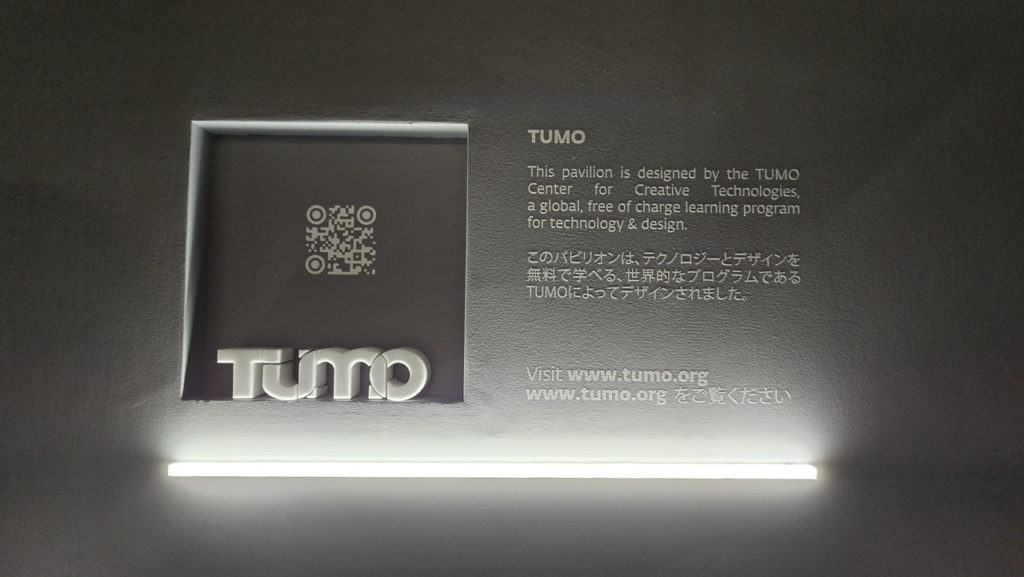 TUMO
TUMO
This pavilion is designed by the TUMO
Center for Creative Technologies,
a global, free of charge learning program
for technology & design.
このパビリオンは、テクノロジーとデザインを
無料で学べる、世界的なプログラムである
TUMOによってデザインされました。
Visit www.tumo.org
www.tumo.org をご覧ください